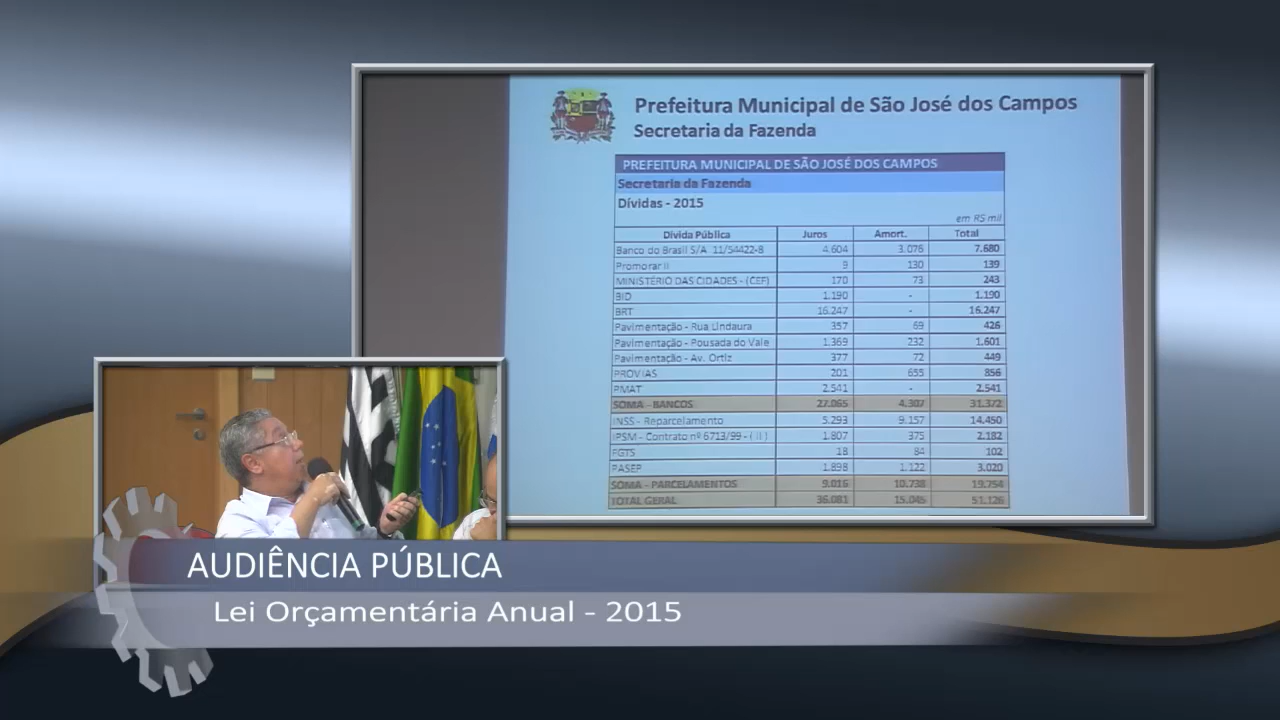 Prefeitura Municipal de São José dos Campos
Secretaria da Fazenda
PREFEITURA MUNICIPAL DE SÃO JOSÉ DOS CAMPOS
Secretaria da Fazenda
Dívidas - 2015
em R$ mil
Dívida Pública Juros Amort. Total
Banco do Brasil S/A 11/54422-8 4.604 3.076 7.680
Promorar II 9 130 139
MINISTÉRIO DAS CIDADES - (CEF) 170 73 243
BID 1.190 - 1.190
BRT 16.247 - 16.247
Pavimentação - Rua Lindaura 357 69 426
Pavimentação - Pousada do Vale 1.369 232 1.601
Pavimentação - Av. Ortiz 377 72 449
PROVIAS 201 655 856
PMAT 2.541 - 2.541
SOMA - BANCOS 27.065 4.307 31.372
INSS - Reparcelamento 5.293 9.157 14.450
IPSM - Contrato nº 6713/99 - ( II ) 1.807 375 2.182
FGTS 18 84 102
PASEP 1.898 1.122 3.020
SOMA - PARCELAMENTOS 9.016 10.738 19.754
TOTAL GERAL 36.081 15.045 51.126
AUDIÊNCIA PÚBLICA
Lei Orçamentária Anual - 2015